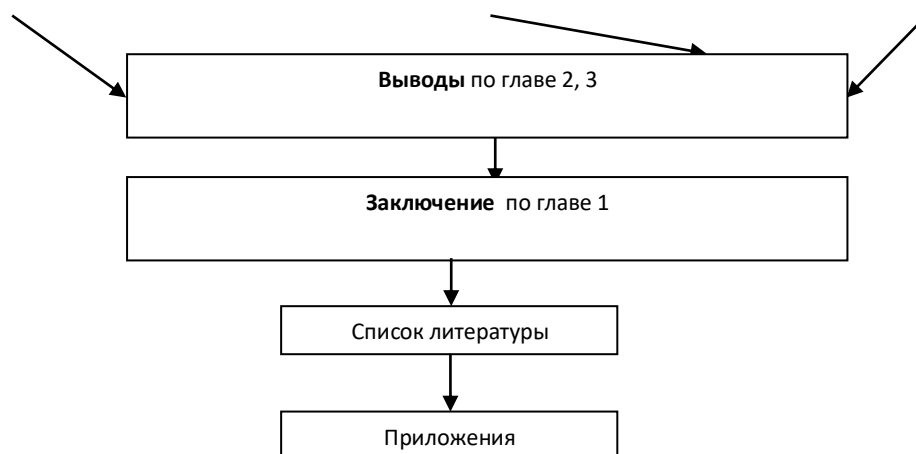 Выводы по главе 2, 3
Заключение по главе 1
Список литературы
Приложения